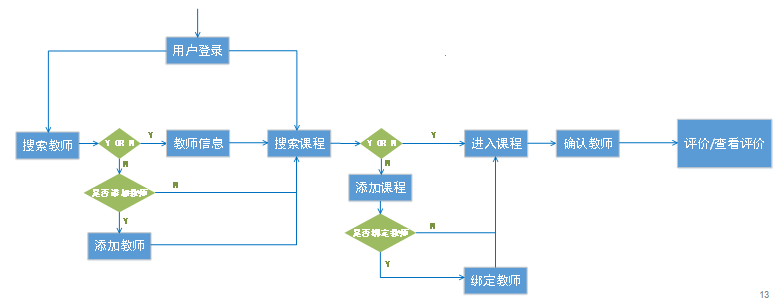 用户登录
搜索教师
Y OR N
Y
教师信息
搜索课程
Y OR N
Y
进入课程
确认教师
评价/查看评价
N
N
是否添加教师
N
添加课程
Y
添加教师
是否绑定教师
N
Y
绑定教师
13